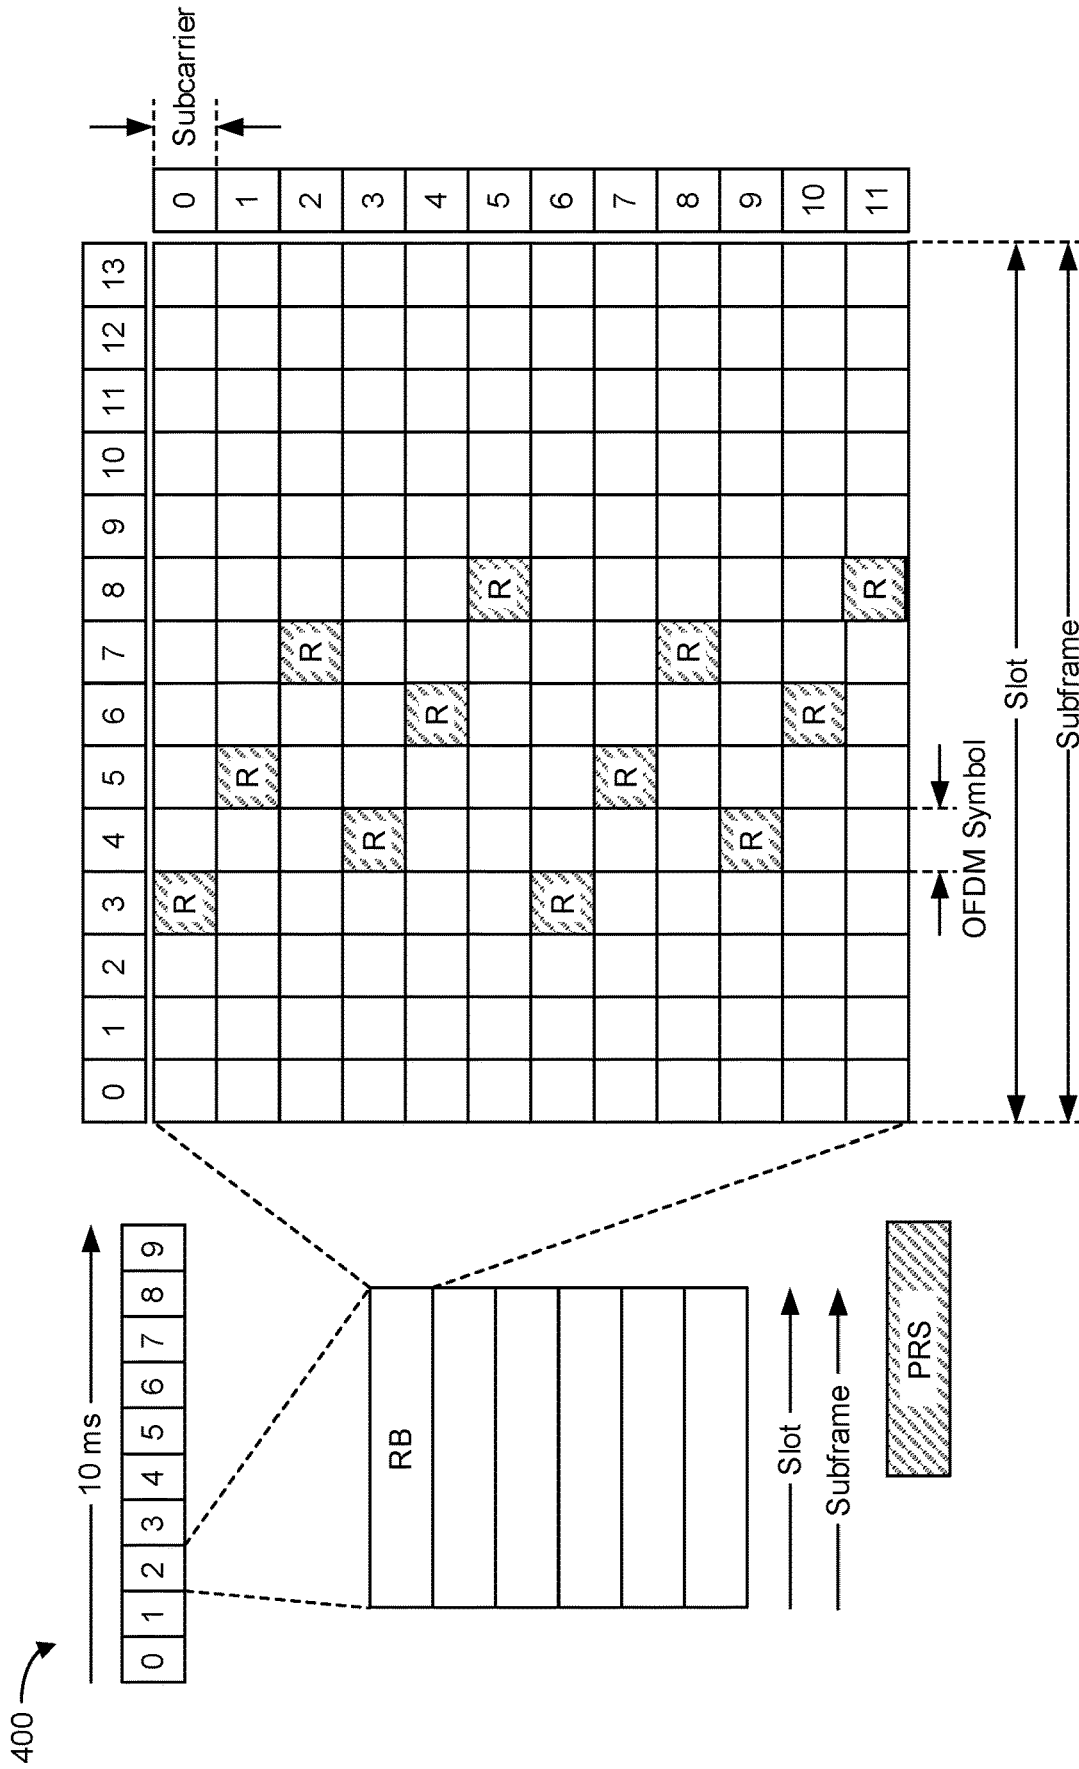 400
10 ms
0 1 2 3 4 5 6 7 8 9
RB
Slot
Subframe
PRS
0 1 2 3 4 5 6 7 8 9 10 11 12 13
Subcarrier
R 0
R 1
R 2
R 3
R 4
R 5
R 6
R 7
R 8
R 9
R 10
R 11
OFDM Symbol
Slot
Subframe